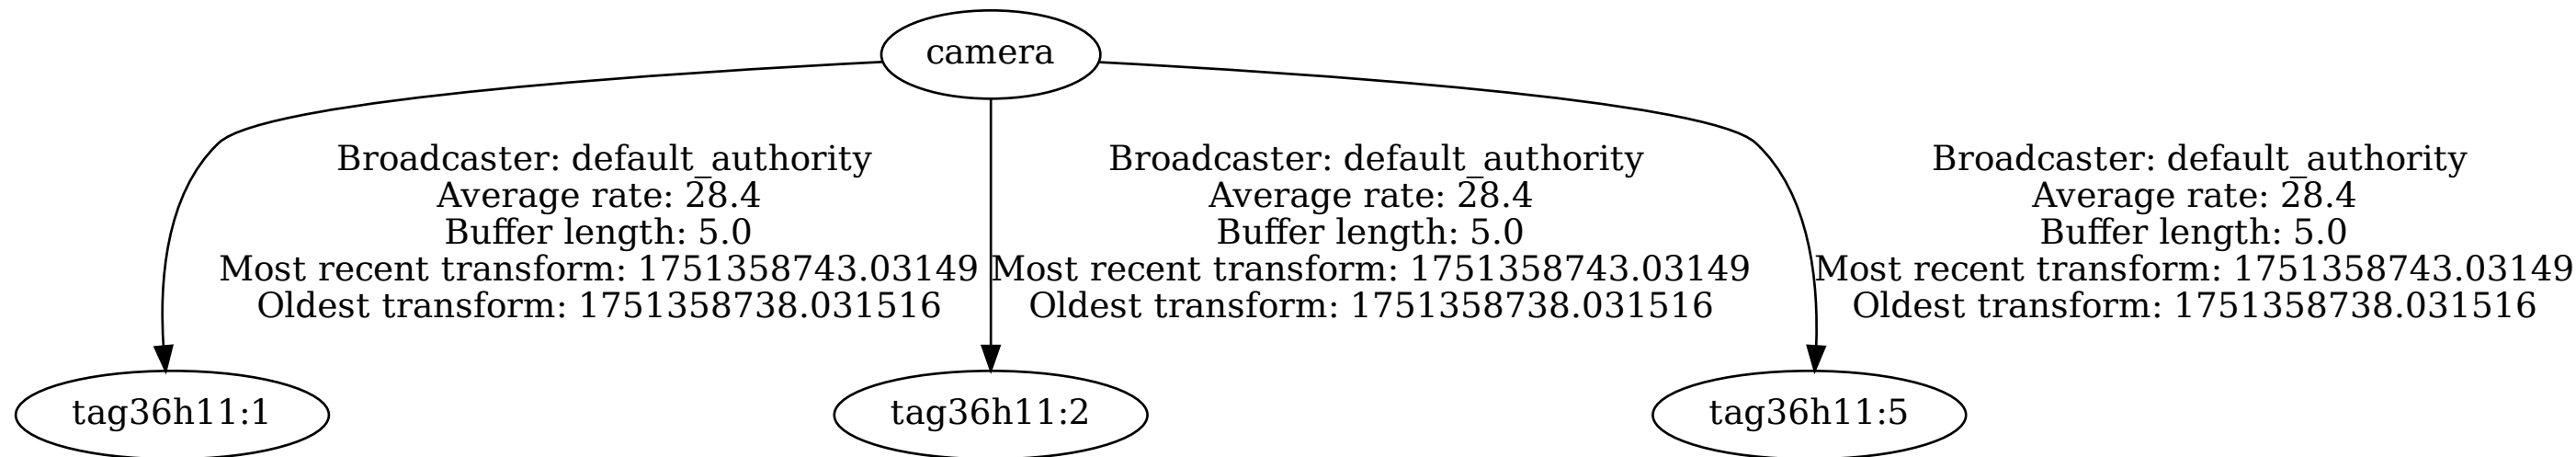 camera
Broadcaster: default_authority
Average rate: 28.4
Buffer length: 5.0
Most recent transform: 1751358743.03149
Oldest transform: 1751358738.031516
Broadcaster: default_authority
Average rate: 28.4
Buffer length: 5.0
Most recent transform: 1751358743.03149
Oldest transform: 1751358738.031516
Broadcaster: default_authority
Average rate: 28.4
Buffer length: 5.0
Most recent transform: 1751358743.03149
Oldest transform: 1751358738.031516
tag36h11:1
tag36h11:2
tag36h11:5